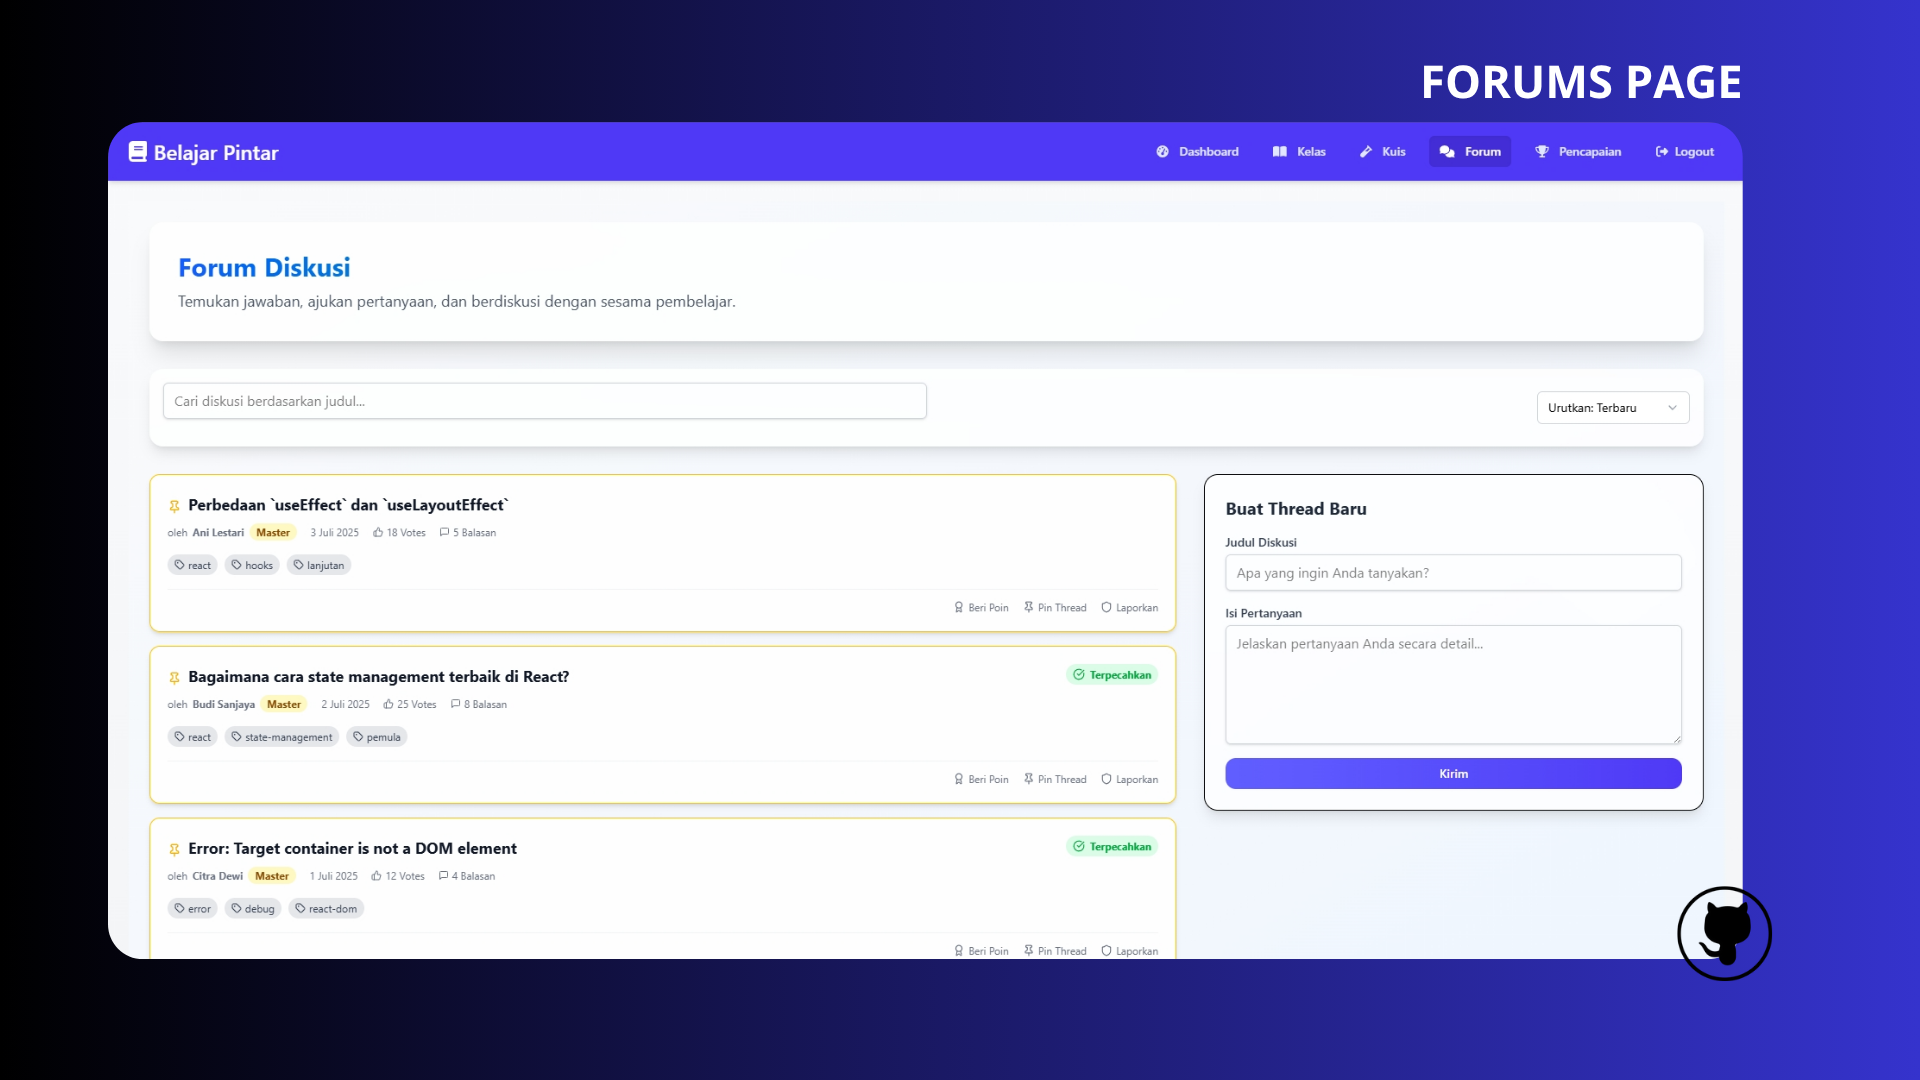 FORUMS PAGE
Belajar Pintar
Dashboard Kelas Kuis Forum Pencapaian Logout
Forum Diskusi
Temukan jawaban, ajukan pertanyaan, dan berdiskusi dengan sesama pembelajar.
Cari diskusi berdasarkan judul...
Urutkan: Terbaru
Perbedaan `useEffect` dan `useLayoutEffect`
oleh Ani Lestari Master 3 Juli 2025 18 Votes 5 Balasan
react hooks lanjutan
Beri Poin Pin Thread Laporkan
Bagaimana cara state management terbaik di React?
Terpecahkan
oleh Budi Sanjaya Master 2 Juli 2025 25 Votes 8 Balasan
react state-management pemula
Beri Poin Pin Thread Laporkan
Error: Target container is not a DOM element
Terpecahkan
oleh Citra Dewi Master 1 Juli 2025 12 Votes 4 Balasan
error debug react-dom
Beri Poin Pin Thread Laporkan
Buat Thread Baru
Judul Diskusi
Apa yang ingin Anda tanyakan?
Isi Pertanyaan
Jelaskan pertanyaan Anda secara detail...
Kirim